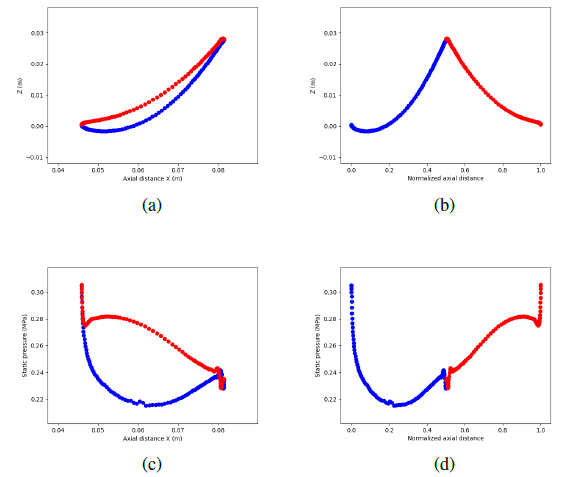 0.03
0.02
0.01
0.00
−0.01
Z (m)
0.04 0.05 0.06 0.07 0.08
Axial distance X (m)
(a)
0.03
0.02
0.01
0.00
−0.01
Z (m)
0.0 0.2 0.4 0.6 0.8 1.0
Normalized axial distance
(b)
0.30
0.28
0.26
0.24
0.22
Static pressure (MPa)
0.04 0.05 0.06 0.07 0.08
Axial distance X (m)
(c)
0.30
0.28
0.26
0.24
0.22
Static pressure (MPa)
0.0 0.2 0.4 0.6 0.8 1.0
Normalized axial distance
(d)